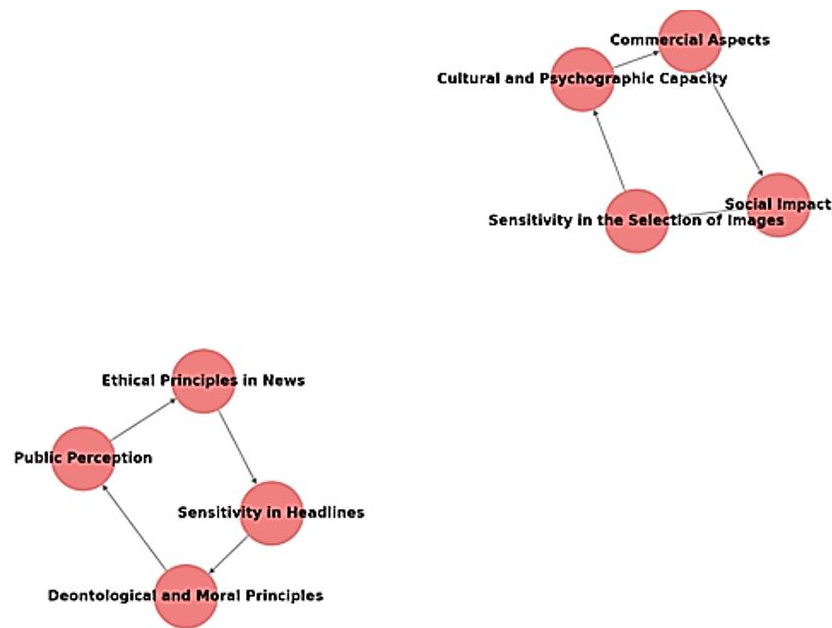 Commercial Aspects
Cultural and Psychographic Capacity
Social Impact
Sensitivity in the Selection of Images
Ethical Principles in News
Public Perception
Sensitivity in Headlines
Deontological and Moral Principles